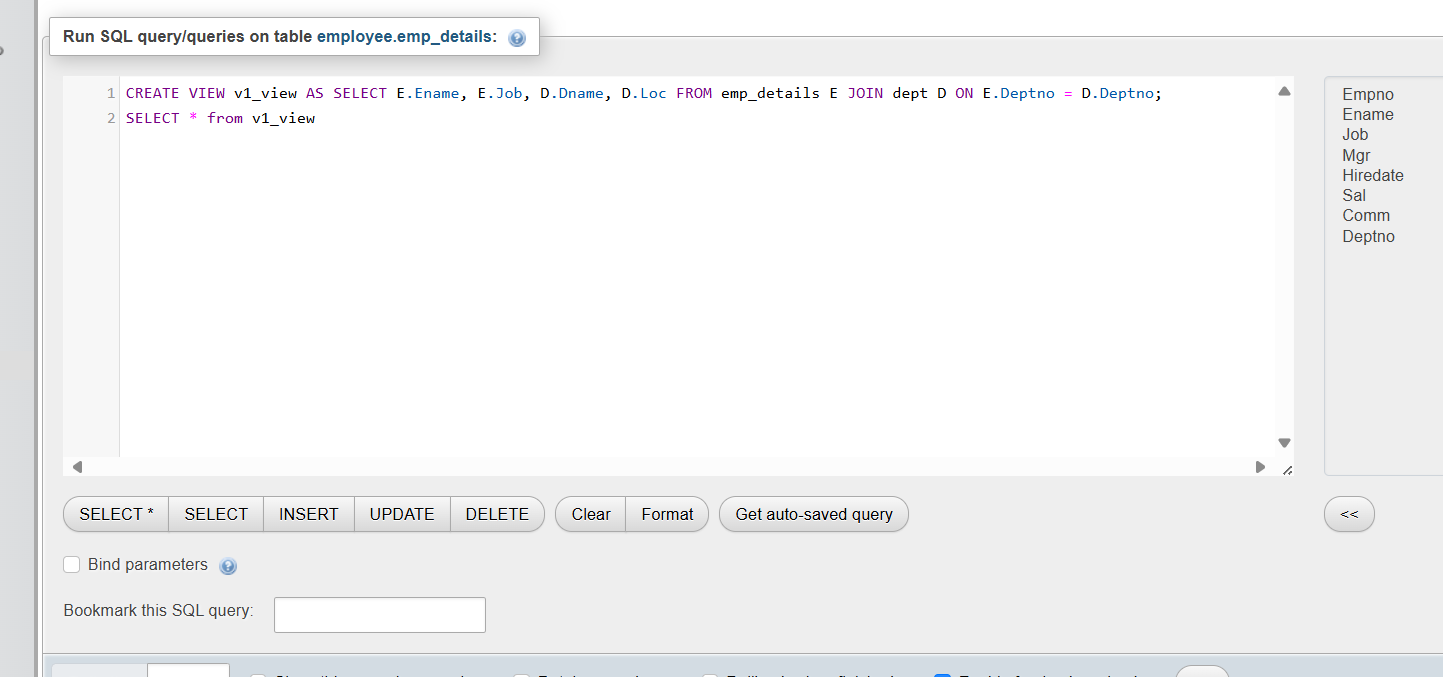 Run SQL query/queries on table employee.emp_details:
1 CREATE VIEW v1_view AS SELECT E.Ename, E.Job, D.Dname, D.Loc FROM emp_details E JOIN dept D ON E.Deptno = D.Deptno;
2 SELECT * from v1_view
Empno
Ename
Job
Mgr
Hiredate
Sal
Comm
Deptno
SELECT * SELECT INSERT UPDATE DELETE Clear Format Get auto-saved query <<
Bind parameters
Bookmark this SQL query: